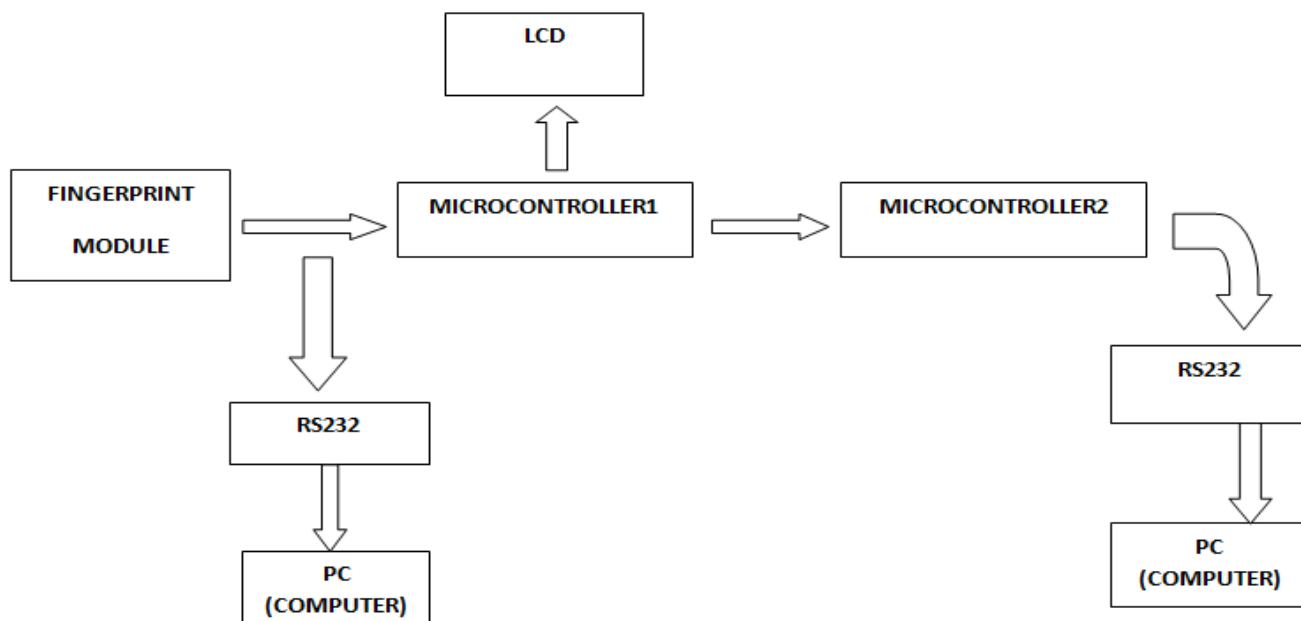 LCD
FINGERPRINT
MODULE
MICROCONTROLLER1
MICROCONTROLLER2
RS232
PC
(COMPUTER)
RS232
PC
(COMPUTER)